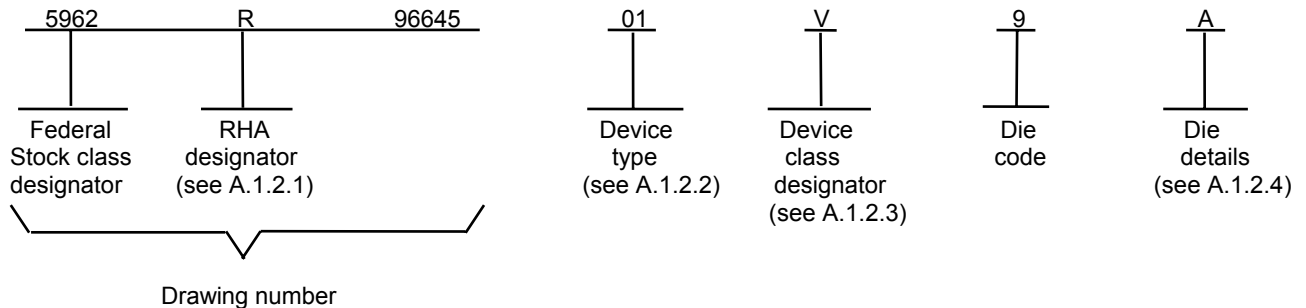 5962 R 96645 01 V 9 A
Federal Stock class designator
RHA designator (see A.1.2.1)
Device type (see A.1.2.2)
Device class designator (see A.1.2.3)
Die code
Die details (see A.1.2.4)
Drawing number